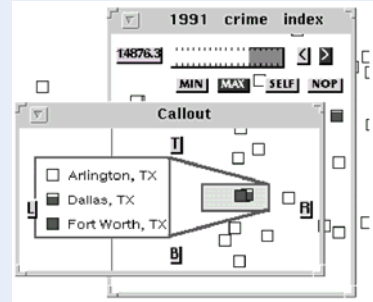 1991 crime index
14876.3
MIN MAX SELF NOP
Callout
T
Arlington, TX
L Dallas, TX R
Fort Worth, TX
B